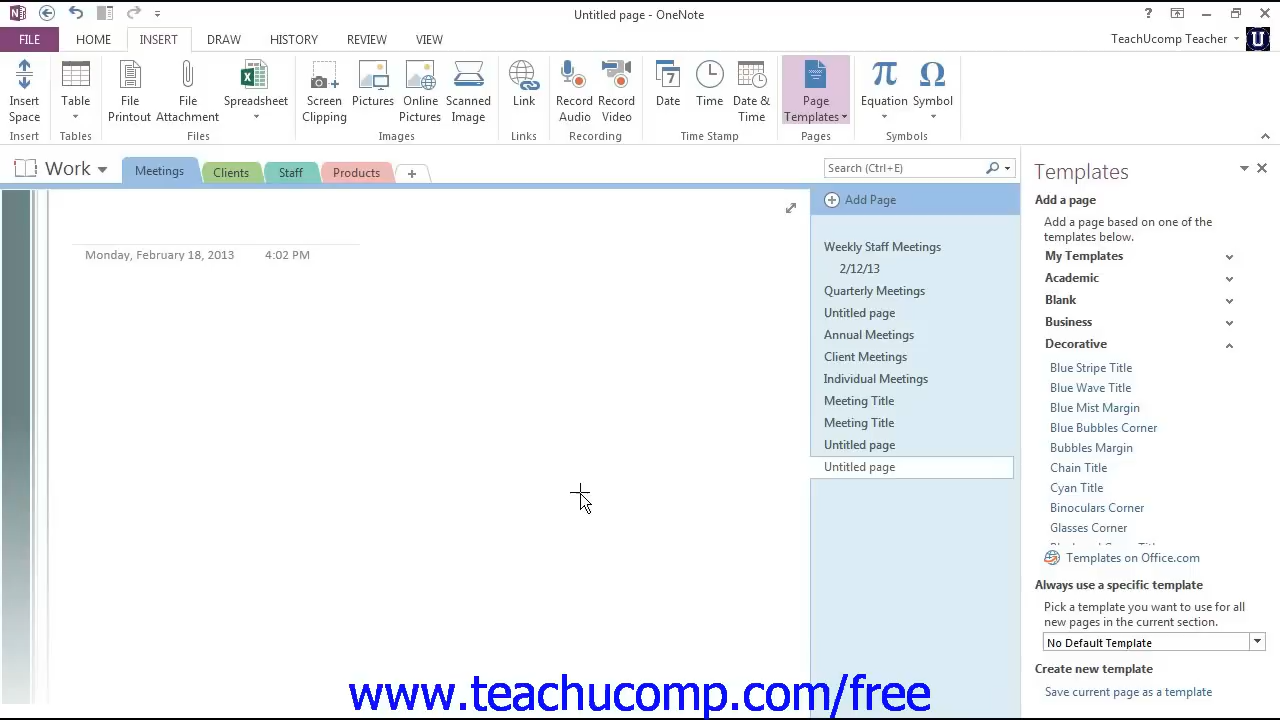 Untitled page - OneNote
?
FILE
HOME
INSERT
DRAW
HISTORY
REVIEW
VIEW
TeachUcomp Teacher
U
Insert
Space
Table
File
Printout
File
Attachment
Spreadsheet
Screen
Clipping
Pictures
Online
Pictures
Scanned
Image
Link
Record
Audio
Record
Video
7
Date
Time
Date &
Time
Page
Templates
π
Equation
Ω
Symbol
Insert
Tables
Files
Images
Links
Recording
Time Stamp
Pages
Symbols
Work
Meetings
Clients
Staff
Products
+
Search (Ctrl+E)
Monday, February 18, 2013
4:02 PM
Add Page
Weekly Staff Meetings
2/12/13
Quarterly Meetings
Untitled page
Annual Meetings
Client Meetings
Individual Meetings
Meeting Title
Meeting Title
Untitled page
Untitled page
Templates
Add a page
Add a page based on one of the
templates below.
My Templates
Academic
Blank
Business
Decorative
Blue Stripe Title
Blue Wave Title
Blue Mist Margin
Blue Bubbles Corner
Bubbles Margin
Chain Title
Cyan Title
Binoculars Corner
Glasses Corner
Templates on Office.com
Always use a specific template
Pick a template you want to use for all
new pages in the current section.
No Default Template
Create new template
Save current page as a template
www.teachucomp.com/free